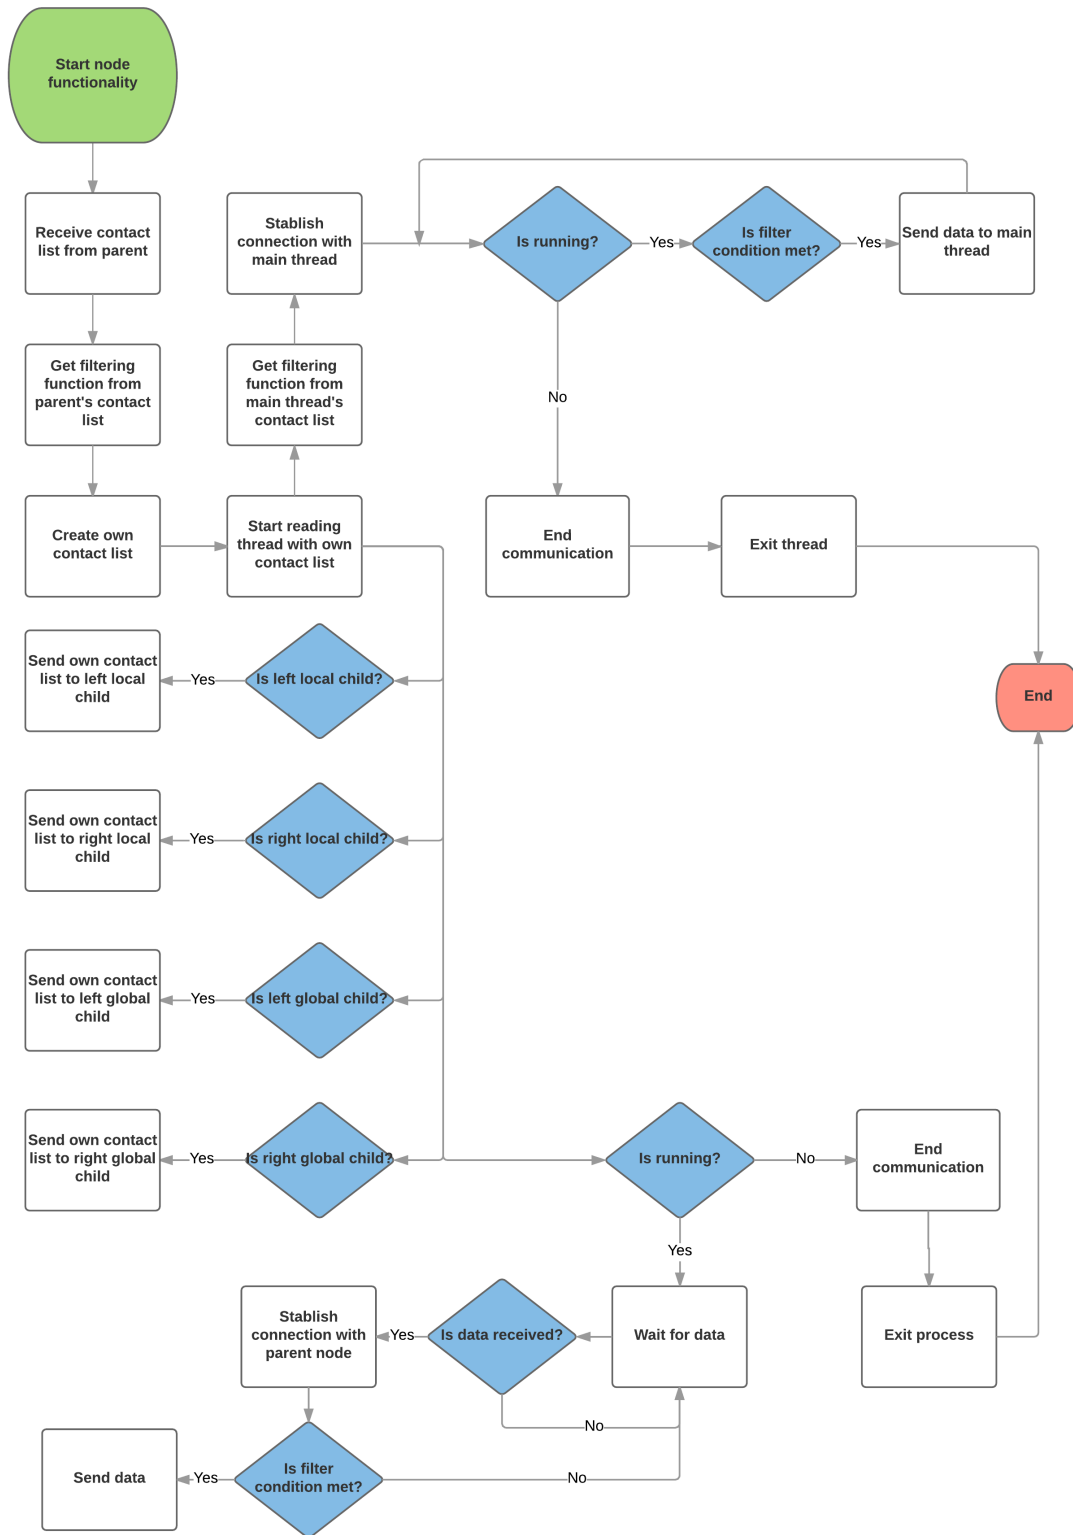 Start node
functionality
Receive contact
list from parent
Stablish
connection with
main thread
Is running?
Yes
Is filter
condition met?
Yes
Send data to main
thread
Get filtering
function from
parent's contact
list
Get filtering
function from
main thread's
contact list
No
Create own
contact list
Start reading
thread with own
contact list
End
communication
Exit thread
Send own contact
list to left local
child
Yes
Is left local child?
End
Send own contact
list to right local
child
Yes
Is right local child?
Send own contact
list to left global
child
Yes
Is left global child?
Send own contact
list to right global
child
Yes
Is right global child?
Is running?
No
End
communication
Yes
Stablish
connection with
parent node
Yes
Is data received?
Wait for data
Exit process
No
Send data
Yes
Is filter
condition met?
No